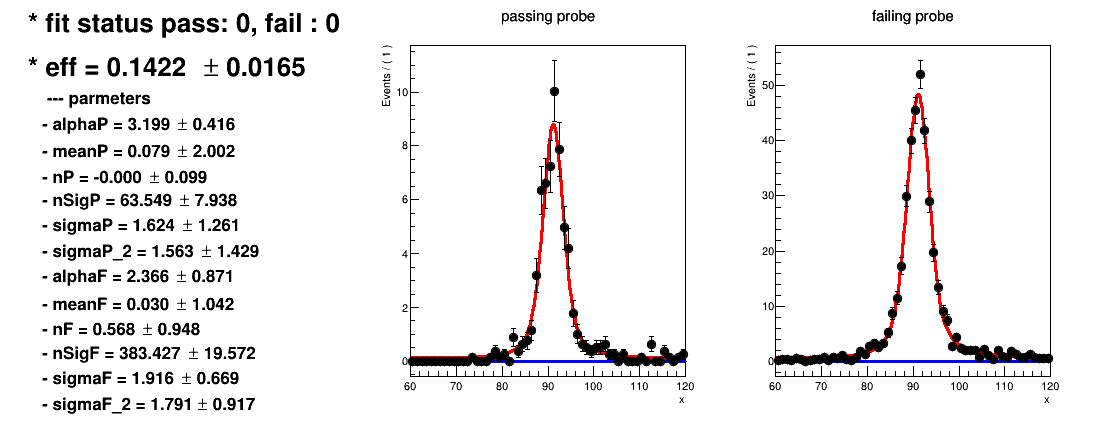 * fit status pass: 0, fail : 0
* eff = 0.1422 ± 0.0165
--- parmeters
- alphaP = 3.199 ± 0.416
- meanP = 0.079 ± 2.002
- nP = -0.000 ± 0.099
- nSigP = 63.549 ± 7.938
- sigmaP = 1.624 ± 1.261
- sigmaP_2 = 1.563 ± 1.429
- alphaF = 2.366 ± 0.871
- meanF = 0.030 ± 1.042
- nF = 0.568 ± 0.948
- nSigF = 383.427 ± 19.572
- sigmaF = 1.916 ± 0.669
- sigmaF_2 = 1.791 ± 0.917
passing probe
Events / ( 1 )
10
8
6
4
2
0
60 70 80 90 100 110 120
x
failing probe
Events / ( 1 )
50
40
30
20
10
0
60 70 80 90 100 110 120
x